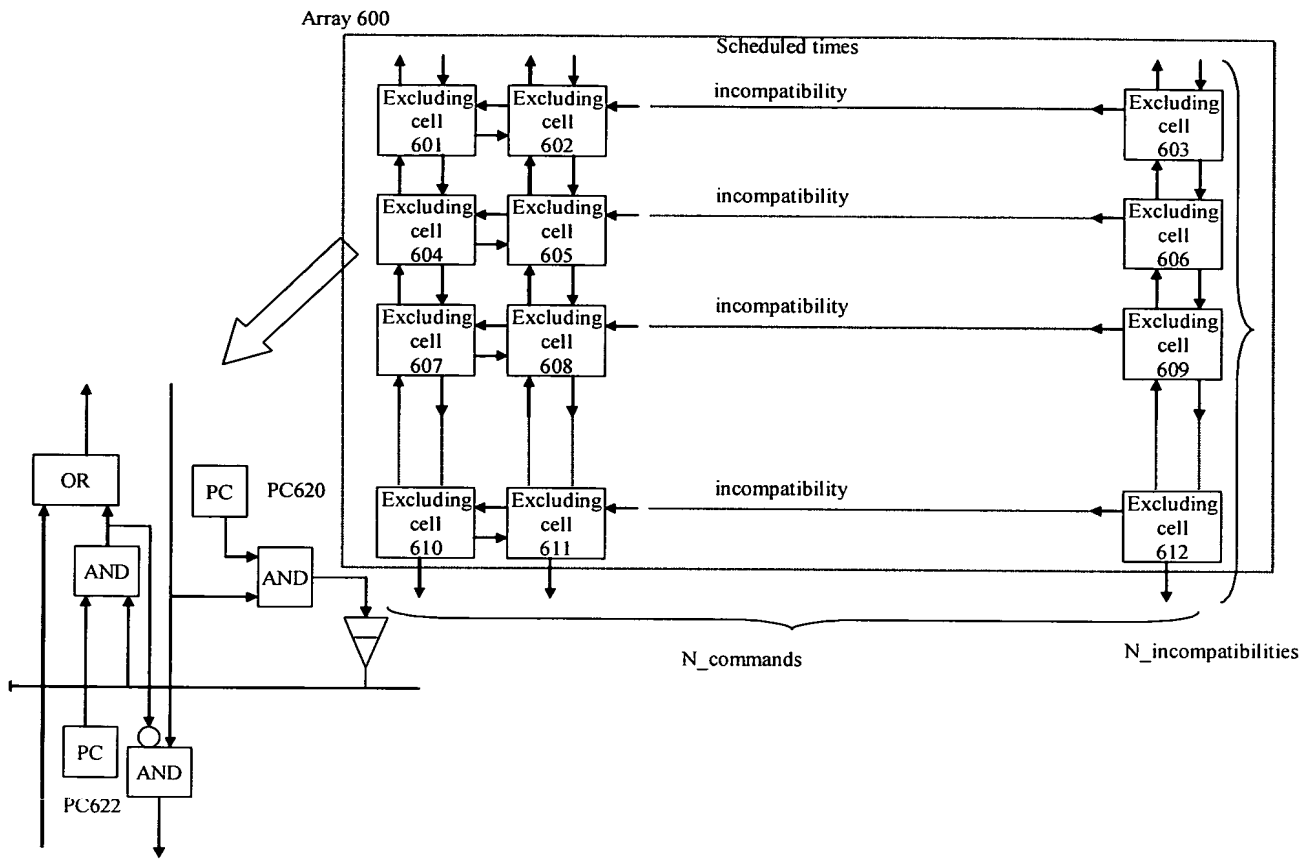 Array 600
Scheduled times
Excluding
cell
601
Excluding
cell
602
incompatibility
Excluding
cell
603
Excluding
cell
604
Excluding
cell
605
incompatibility
Excluding
cell
606
Excluding
cell
607
Excluding
cell
608
incompatibility
Excluding
cell
609
Excluding
cell
610
Excluding
cell
611
incompatibility
Excluding
cell
612
OR
PC
PC620
AND
AND
N_commands
N_incompatibilities
PC
AND
PC622